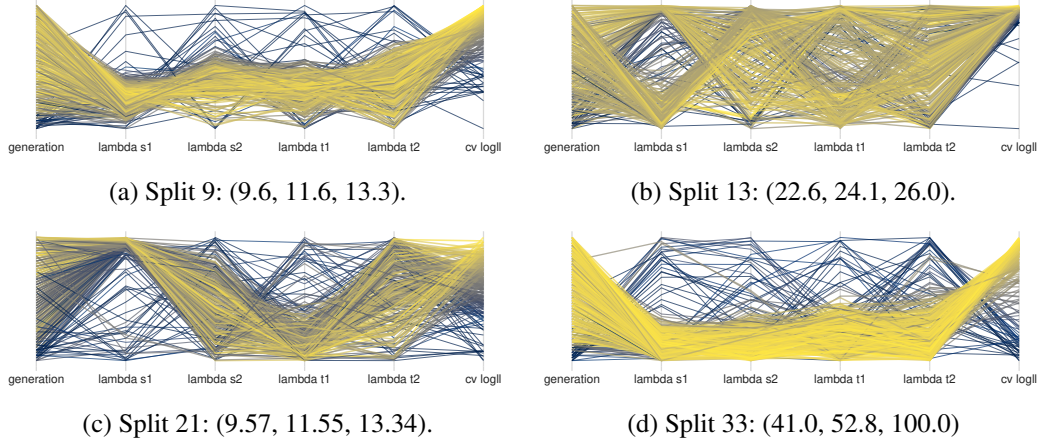 generation lambda s1 lambda s2 lambda t1 lambda t2 cv logll
generation lambda s1 lambda s2 lambda t1 lambda t2 cv logll
(a) Split 9: (9.6, 11.6, 13.3).
(b) Split 13: (22.6, 24.1, 26.0).
generation lambda s1 lambda s2 lambda t1 lambda t2 cv logll
generation lambda s1 lambda s2 lambda t1 lambda t2 cv logll
(c) Split 21: (9.57, 11.55, 13.34).
(d) Split 33: (41.0, 52.8, 100.0)